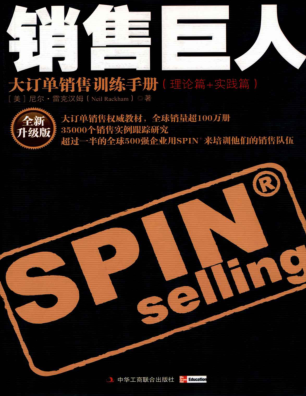 销售巨人
大订单销售训练手册（理论篇+实践篇）
［美］尼尔·雷克汉姆（Neil Rackham）◎著
全新
升级版
大订单销售权威教材、全球销量超100万册
35000个销售实例跟踪研究
超过一半的全球500强企业用SPIN®来培训他们的销售队伍
SPIN®
selling
中华工商联合出版社
Education